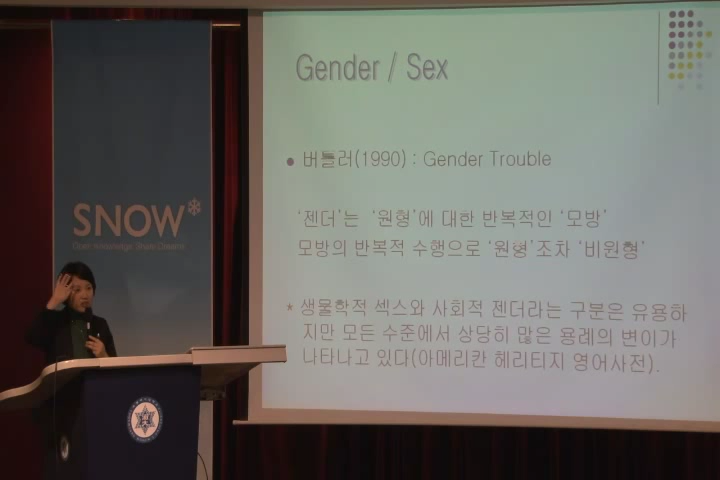 Gender / Sex
• 버틀러(1990) : Gender Trouble
‘젠더’는 ‘원형’에 대한 반복적인 ‘모방’
모방의 반복적 수행으로 ‘원형’조차 ‘비원형’
* 생물학적 섹스와 사회적 젠더라는 구분은 유용하
지만 모든 수준에서 상당히 많은 용례의 변이가
나타나고 있다(아메리칸 헤리티지 영어사전).
SNOW
Open Knowledge Share Dreams